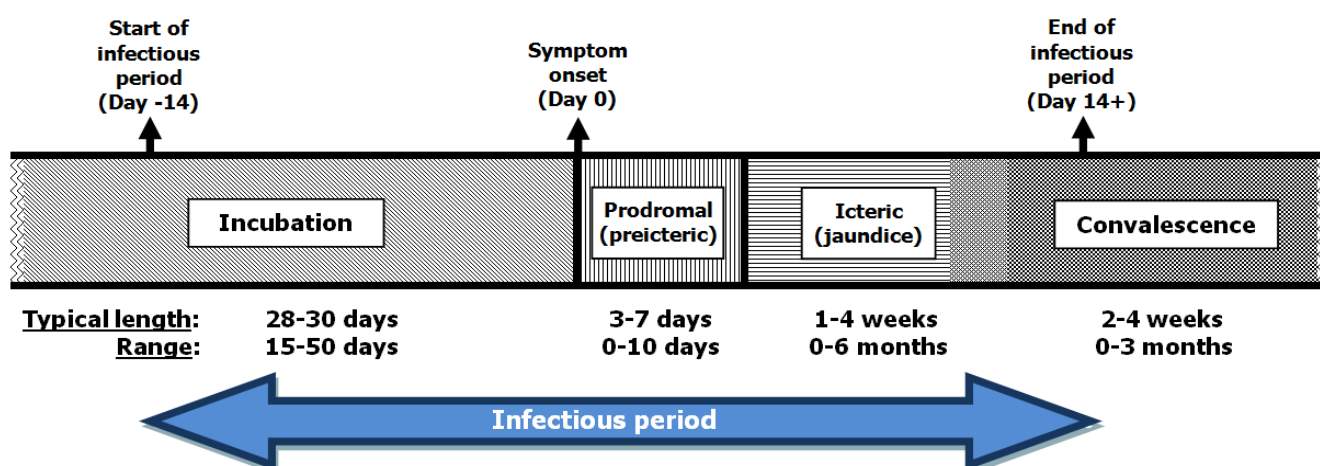 Start of
infectious
period
(Day -14)
Symptom
onset
(Day 0)
End of
infectious
period
(Day 14+)
Incubation
Prodromal
(preicteric)
Icteric
(jaundice)
Convalescence
Typical length: 28-30 days 3-7 days 1-4 weeks 2-4 weeks
Range: 15-50 days 0-10 days 0-6 months 0-3 months
Infectious period